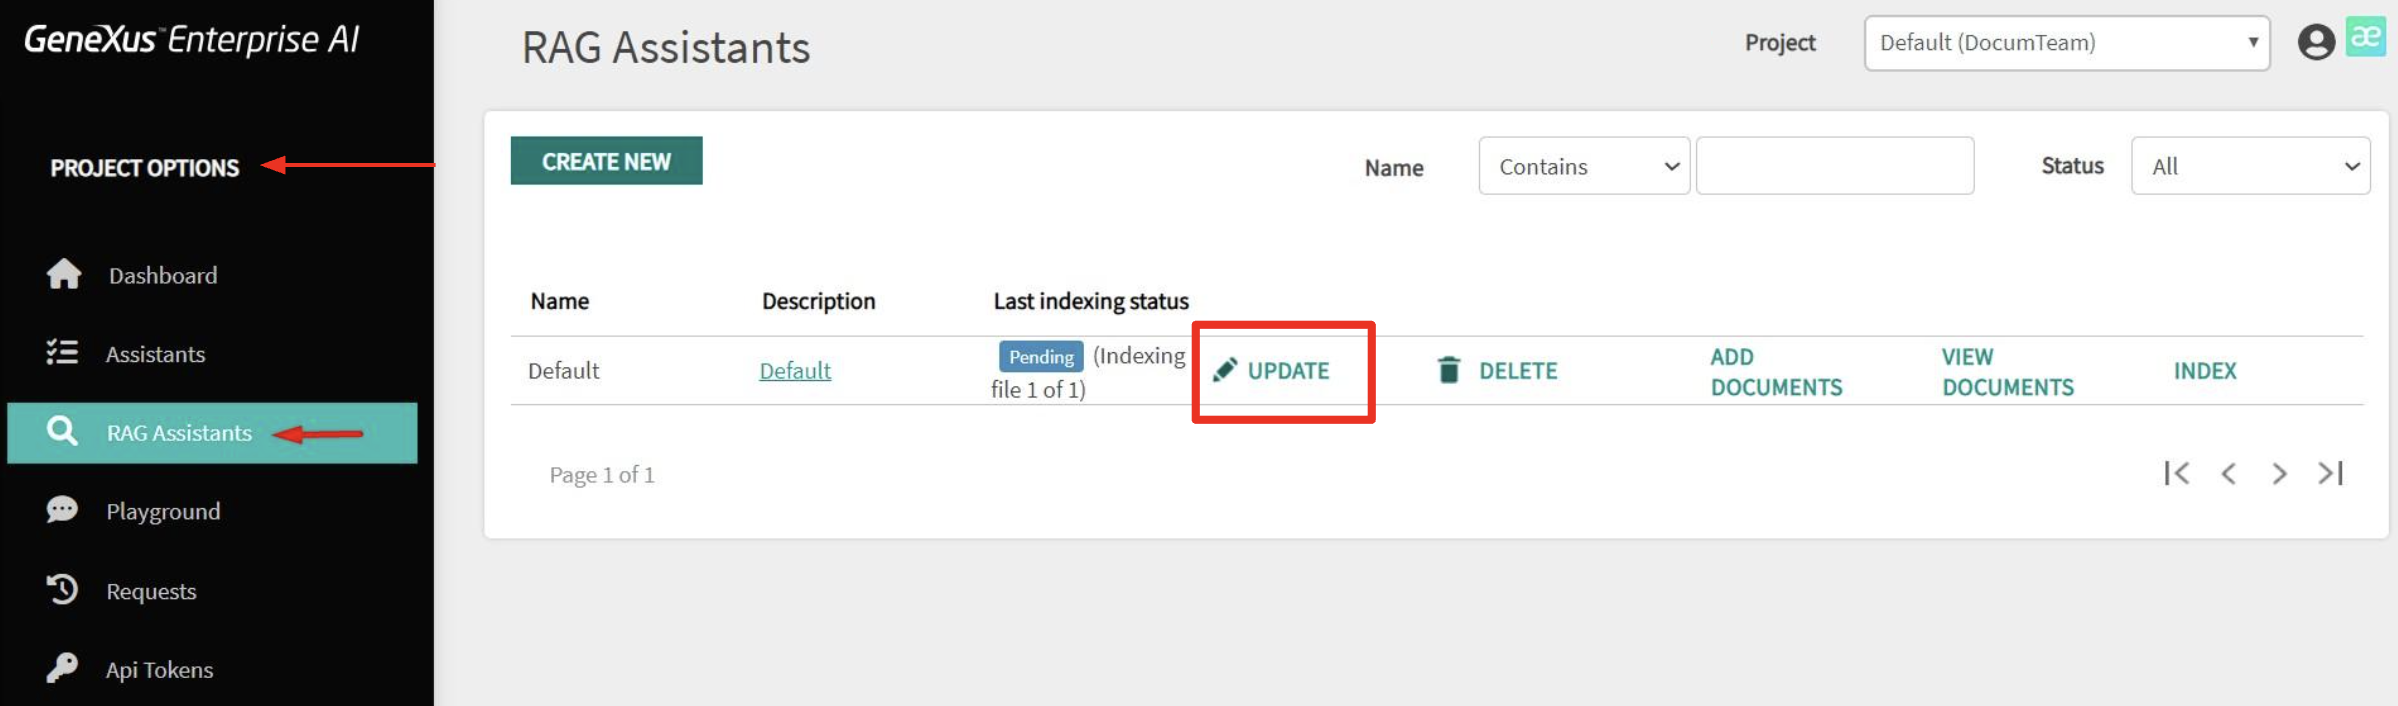 GeneXus™ Enterprise AI
PROJECT OPTIONS
Dashboard
Assistants
RAG Assistants
Playground
Requests
Api Tokens
RAG Assistants
Project
Default (DocumTeam)
æ
CREATE NEW
Name
Contains
Status
All
Name
Description
Last indexing status
Default
Default
Pending (Indexing
file 1 of 1)
UPDATE
DELETE
ADD
DOCUMENTS
VIEW
DOCUMENTS
INDEX
Page 1 of 1